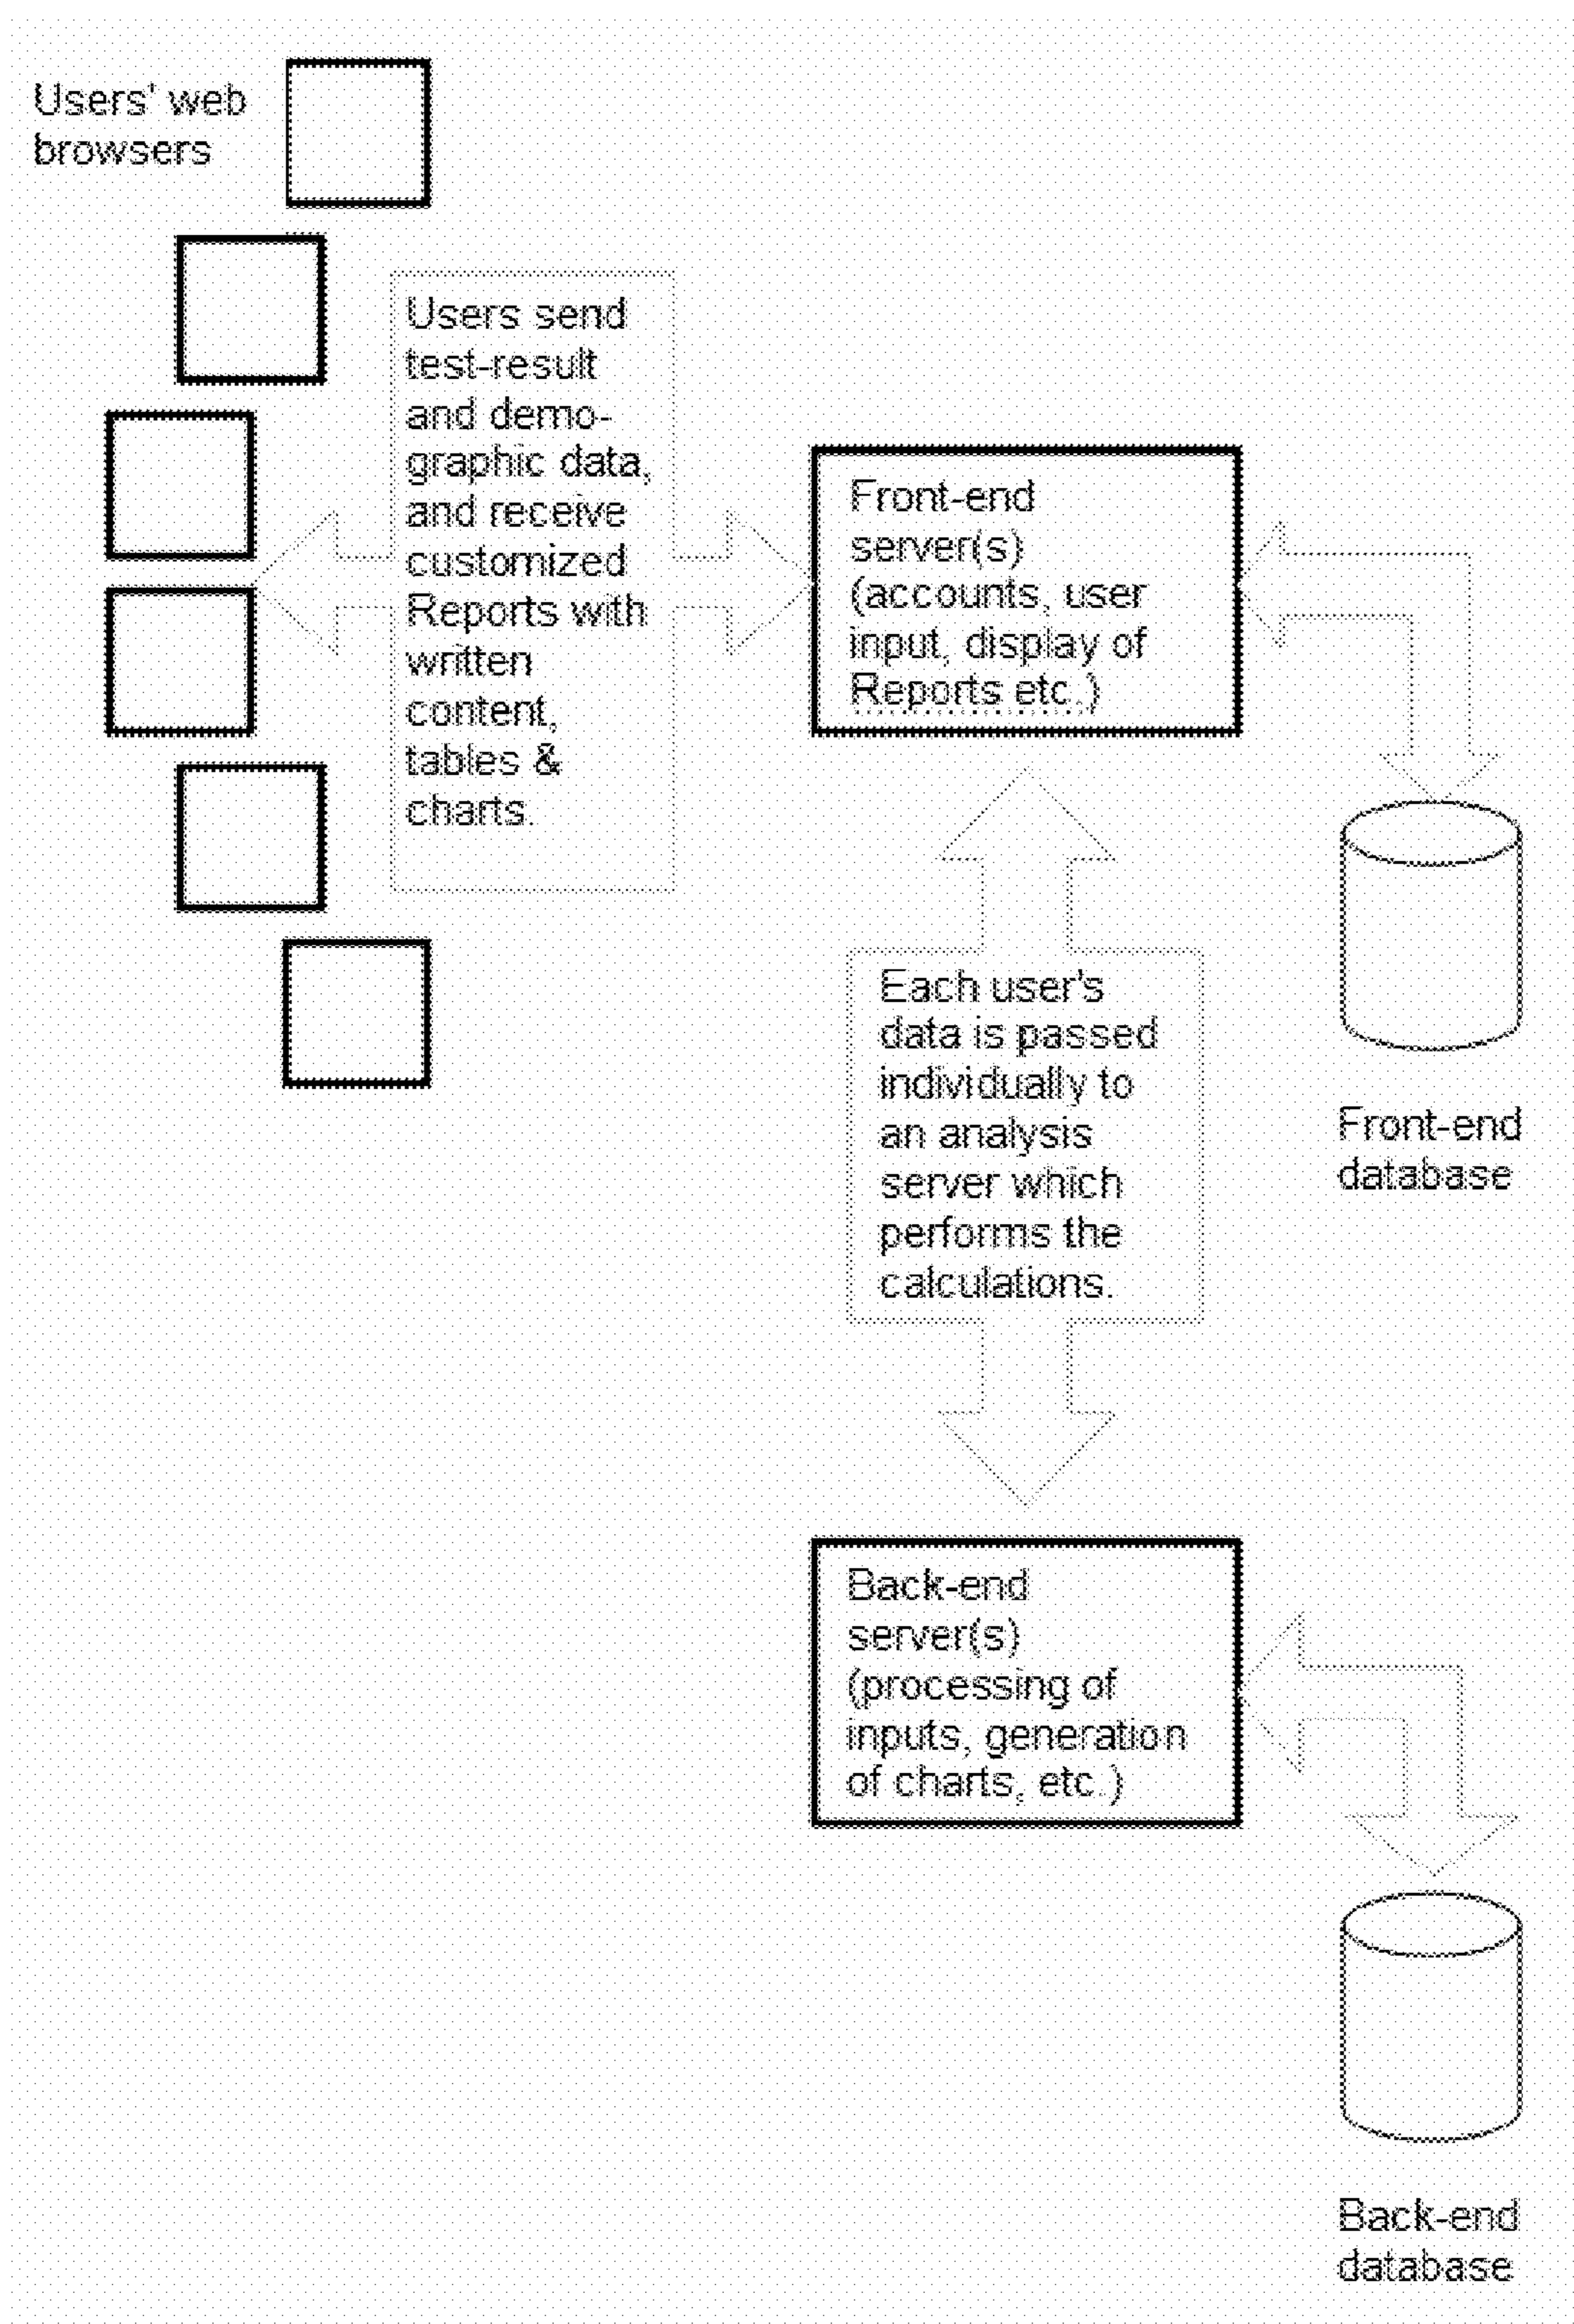 Users' web
browsers
Users send
test-result
and demo-
graphic data,
and receive
customized
Reports with
written
content,
tables &
charts.
Front-end
server(s)
(accounts, user
input, display of
Reports etc.)
Each user's
data is passed
individually to
an analysis
server which
performs the
calculations.
Front-end
database
Back-end
server(s)
(processing of
inputs, generation
of charts, etc.)
Back-end
database